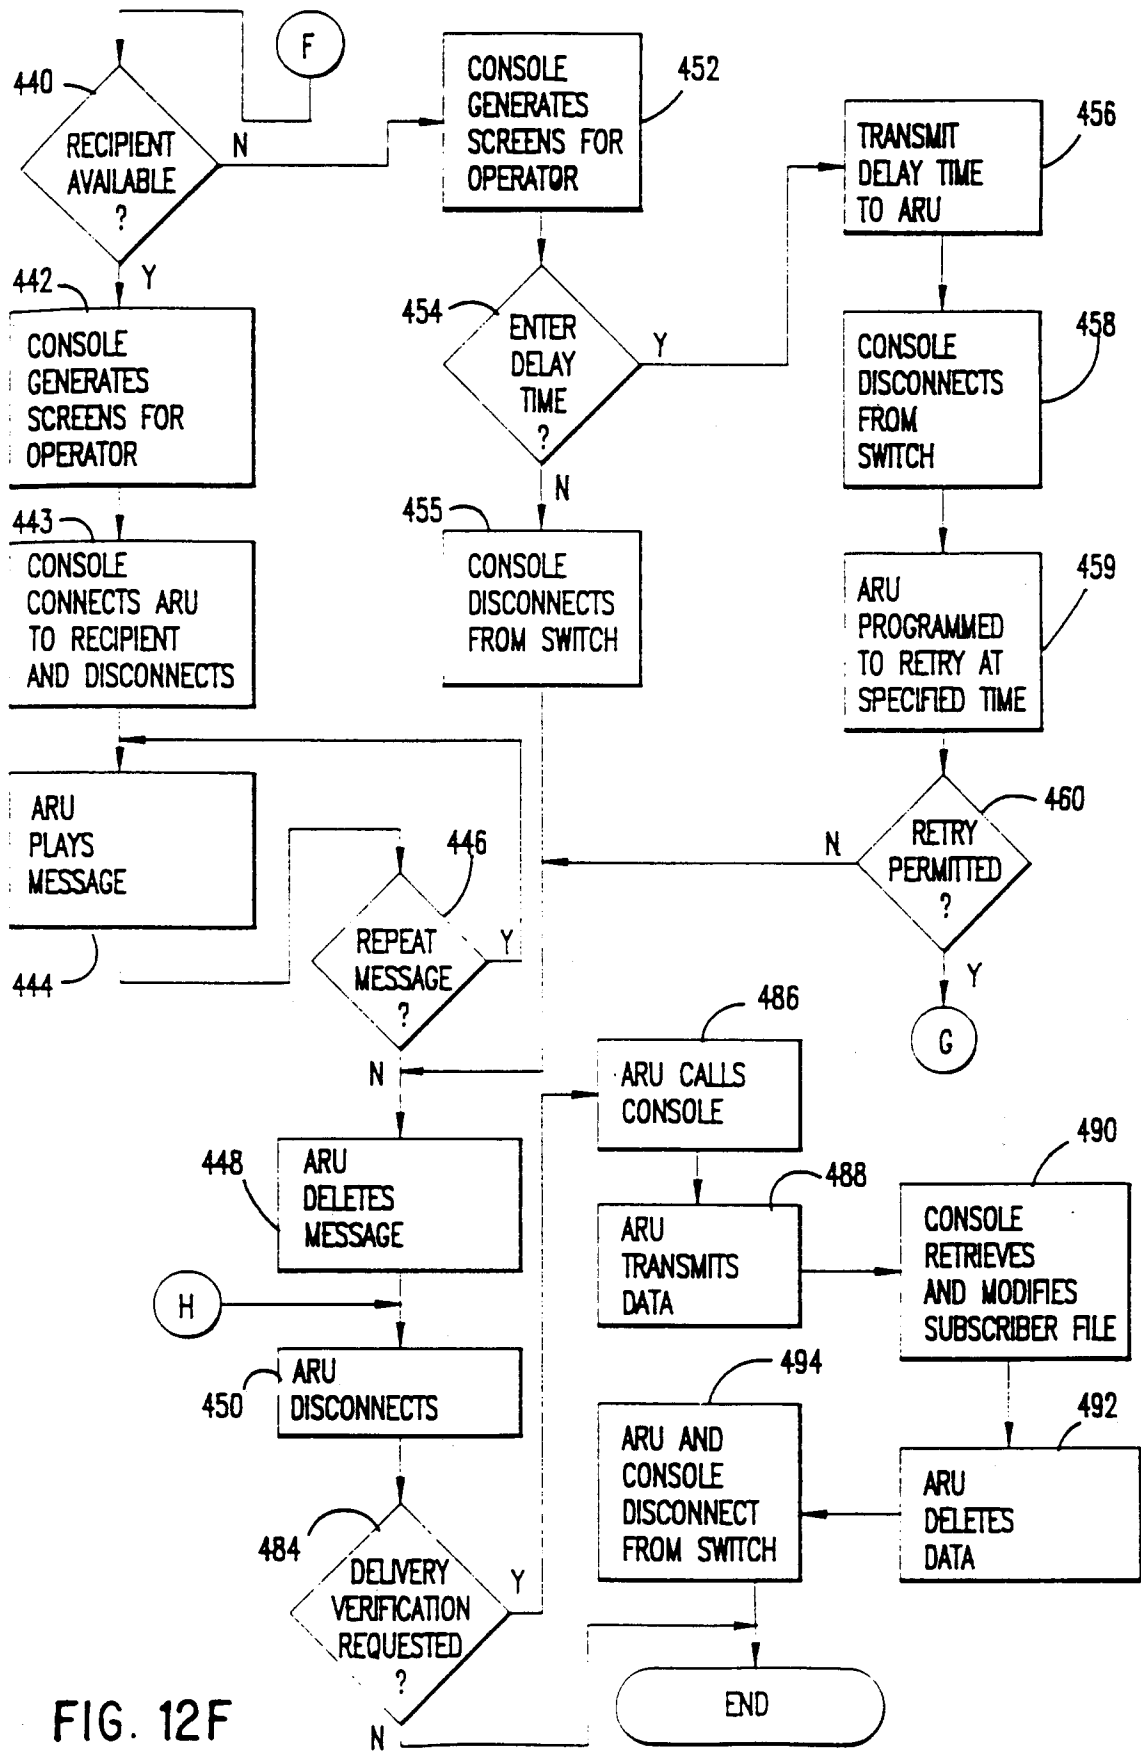 F
440
RECIPIENT
AVAILABLE
?
N
Y
442
CONSOLE
GENERATES
SCREENS FOR
OPERATOR
443
CONSOLE
CONNECTS ARU
TO RECIPIENT
AND DISCONNECTS
ARU
PLAYS
MESSAGE
444
446
REPEAT
MESSAGE
?
Y
N
452
CONSOLE
GENERATES
SCREENS FOR
OPERATOR
454
ENTER
DELAY
TIME
?
Y
N
455
CONSOLE
DISCONNECTS
FROM SWITCH
456
TRANSMIT
DELAY TIME
TO ARU
458
CONSOLE
DISCONNECTS
FROM
SWITCH
459
ARU
PROGRAMMED
TO RETRY AT
SPECIFIED TIME
460
RETRY
PERMITTED
?
N
Y
G
448
ARU
DELETES
MESSAGE
H
450
ARU
DISCONNECTS
484
DELIVERY
VERIFICATION
REQUESTED
?
Y
N
486
ARU CALLS
CONSOLE
488
ARU
TRANSMITS
DATA
490
CONSOLE
RETRIEVES
AND MODIFIES
SUBSCRIBER FILE
492
ARU
DELETES
DATA
494
ARU AND
CONSOLE
DISCONNECT
FROM SWITCH
END
FIG. 12F